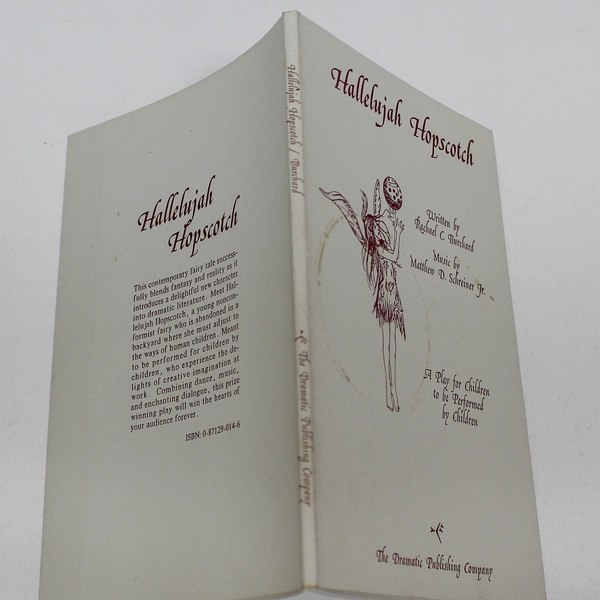 Hallelujah
Hopscotch
This contemporary fairy tale success-
fully blends fantasy and reality as it
introduces a delightful new character
into dramatic literature. Meet Hal-
lelujah Hopscotch, a young noncon-
formist fairy who is abandoned in a
backyard where she must adjust to
the ways of human children. Meant
to be performed for children by
children, who experience the de-
lights of creative imagination at
work. Combining dance, music,
and enchanting dialogue, this prize
winning play will win the hearts of
your audience forever.
ISBN: 0-87129-014-6
Hallelujah Hopscotch / Burchard
The Dramatic Publishing Company
Hallelujah Hopscotch
Written by
Rachael C. Burchard
Music by
Matthew D. Schreiner Jr.
A Play for Children
to be Performed
by Children
The Dramatic Publishing Company